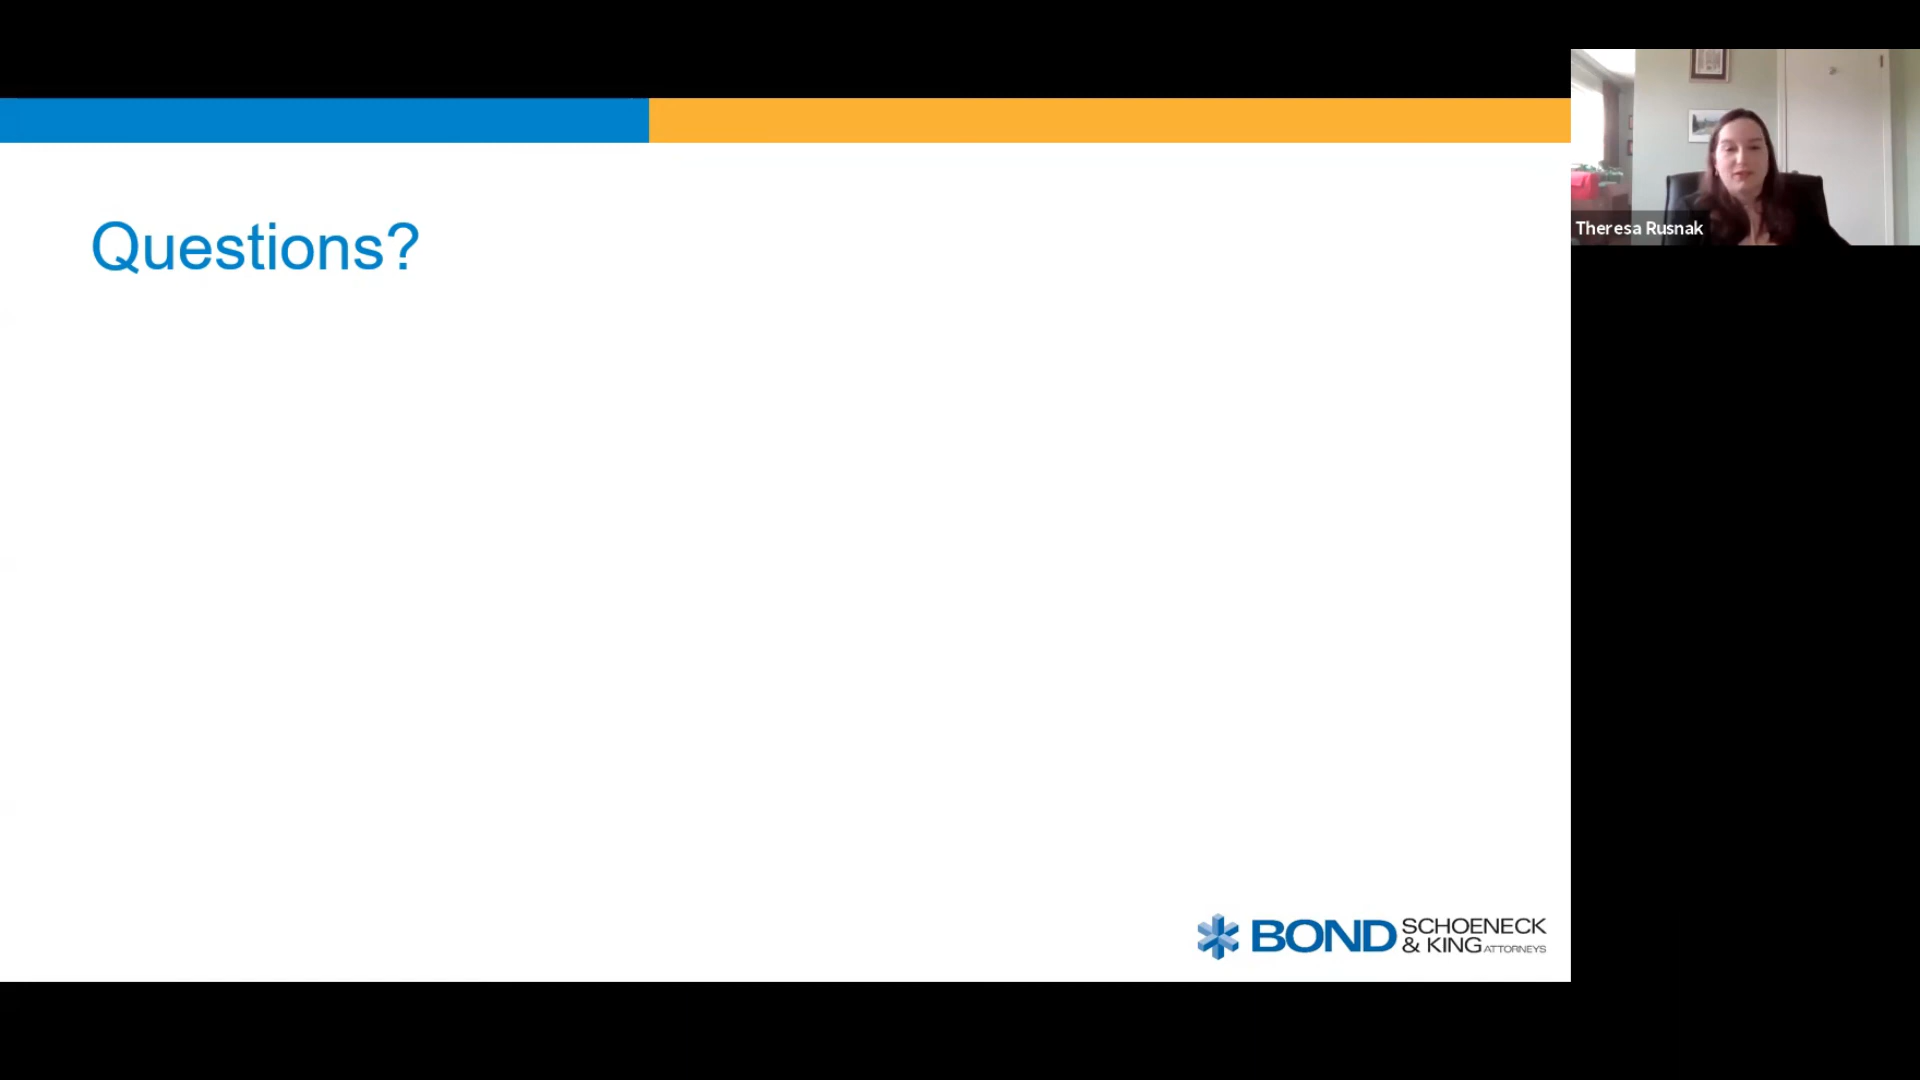 Questions?
Theresa Rusnak
BOND SCHOENECK
& KING ATTORNEYS